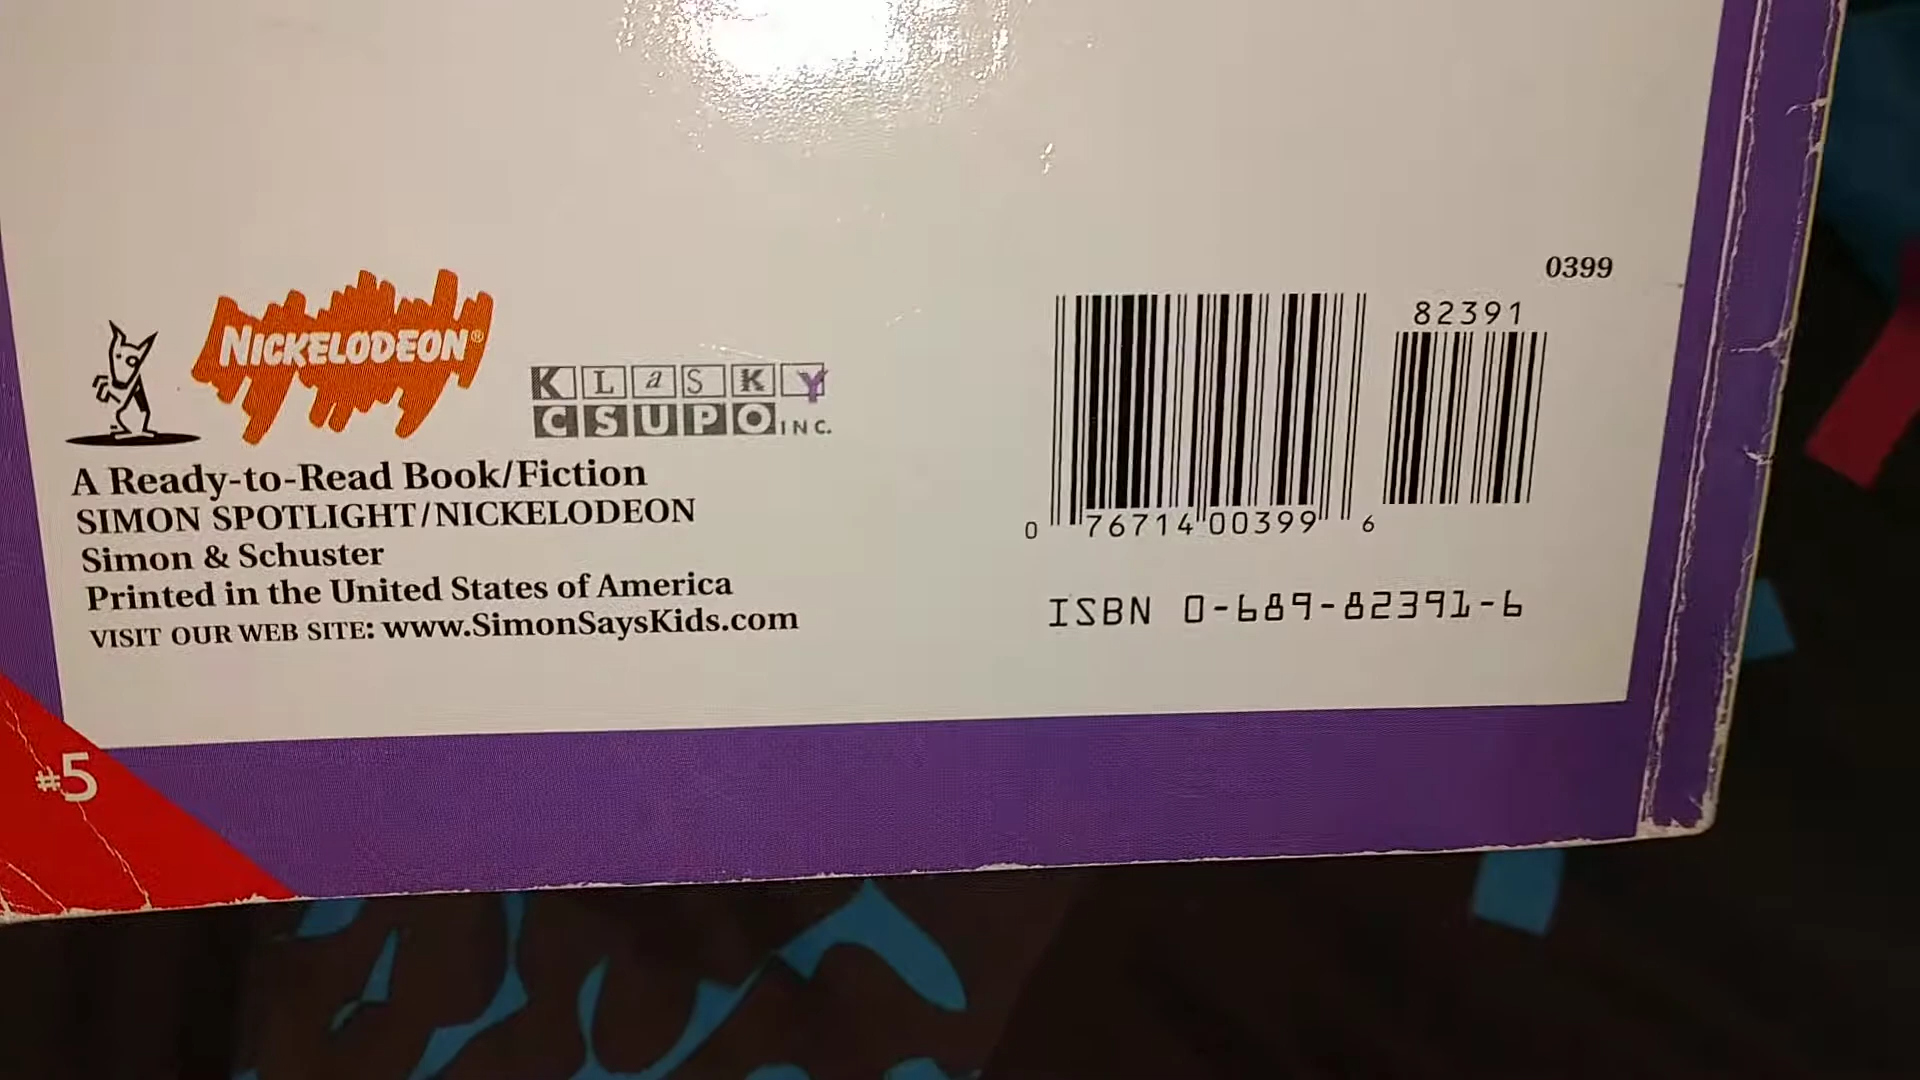 NICKELODEON®
KLaSKY
CSUPO INC.
A Ready-to-Read Book/Fiction
SIMON SPOTLIGHT/NICKELODEON
Simon & Schuster
Printed in the United States of America
VISIT OUR WEB SITE: www.SimonSaysKids.com
#5
0399
82391
0 76714 00399 6
ISBN 0-689-82391-6